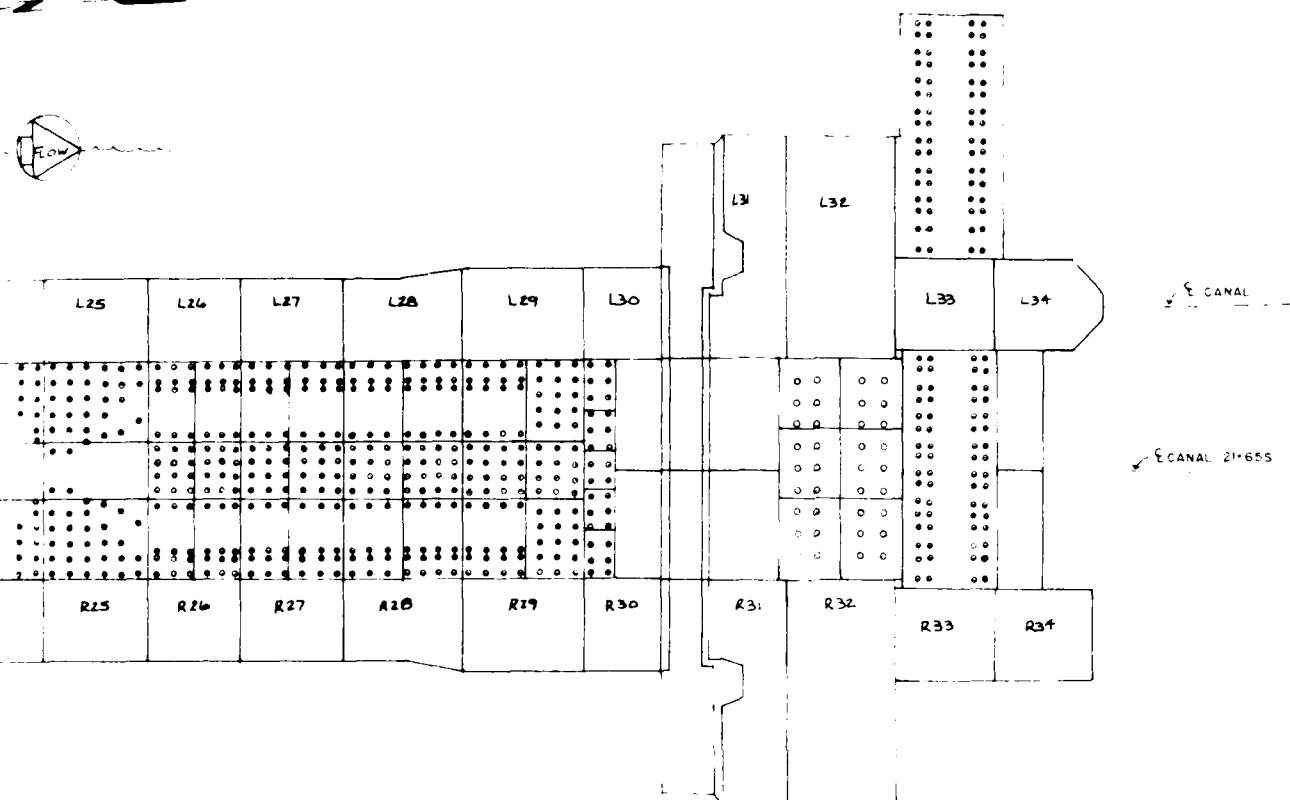 FLOW
L31
L32
L25
L26
L27
L28
L29
L30
L33
L34
℄ CANAL
℄ CANAL 21+65S
R25
R26
R27
R28
R29
R30
R31
R32
R33
R34